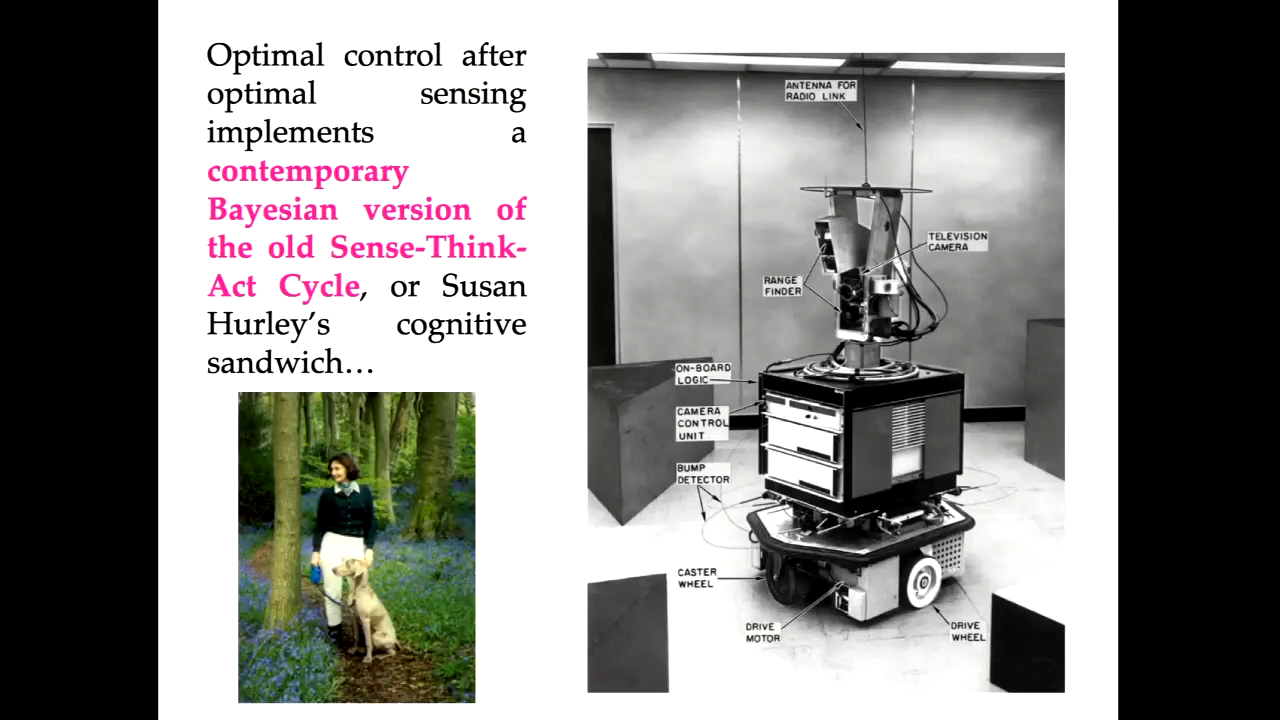 Optimal control after
optimal sensing
implements a
contemporary
Bayesian version of
the old Sense-Think-
Act Cycle, or Susan
Hurley's cognitive
sandwich…
ANTENNA FOR
RADIO LINK
TELEVISION
CAMERA
RANGE
FINDER
ON-BOARD
LOGIC
CAMERA
CONTROL
UNIT
BUMP
DETECTOR
CASTER
WHEEL
DRIVE
MOTOR
DRIVE
WHEEL